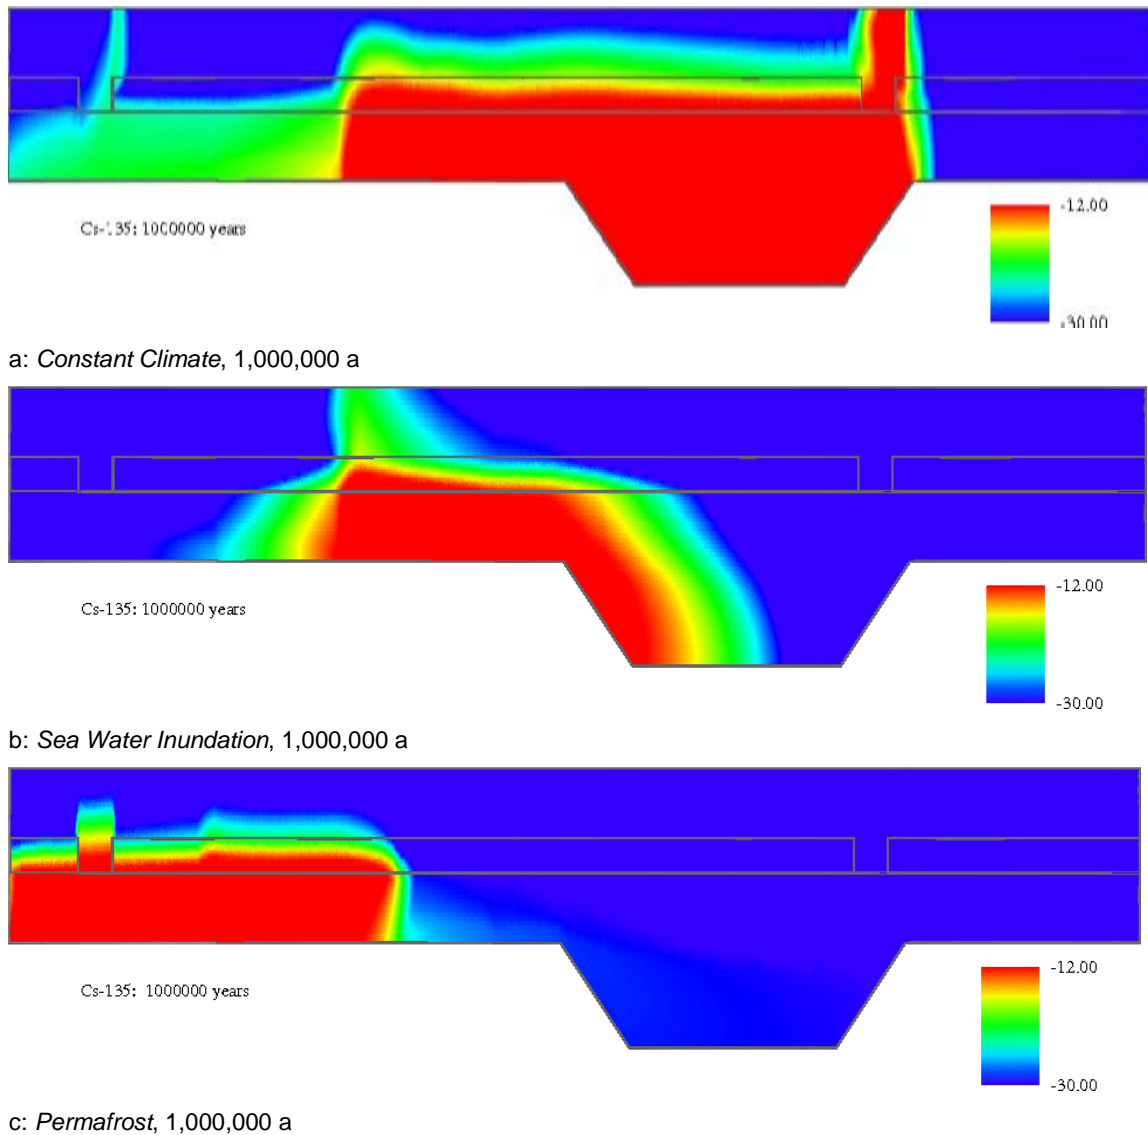 Cs-135: 1000000 years
-12.00
-30.00
a: Constant Climate, 1,000,000 a
Cs-135: 1000000 years
-12.00
-30.00
b: Sea Water Inundation, 1,000,000 a
Cs-135: 1000000 years
-12.00
-30.00
c: Permafrost, 1,000,000 a